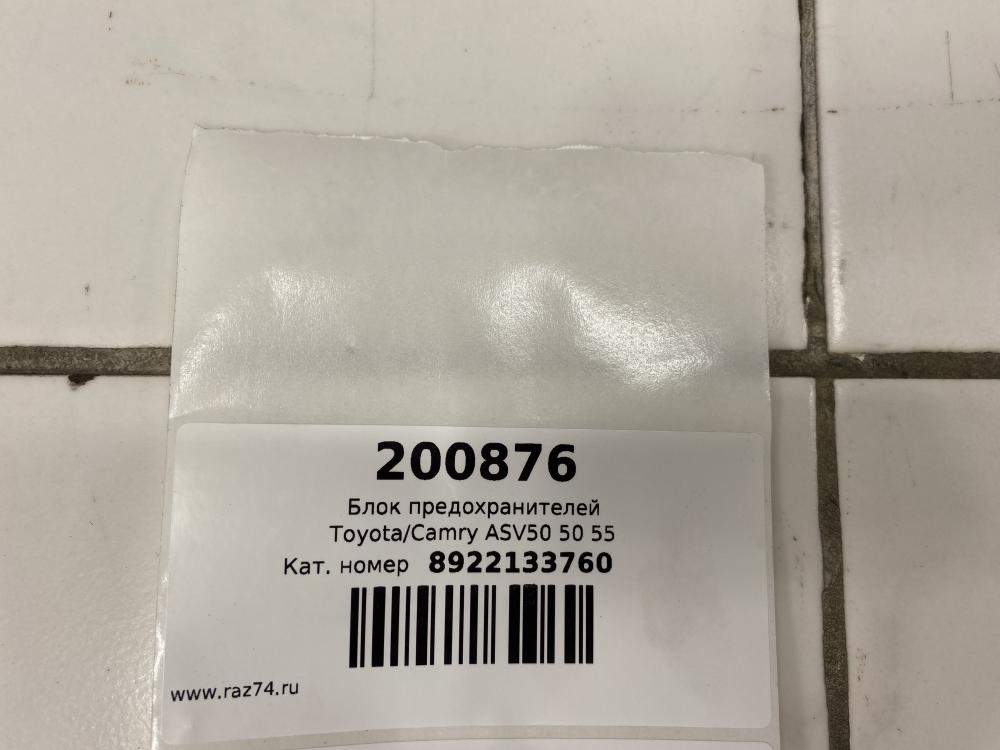 200876
Блок предохранителей
Toyota/Camry ASV50 50 55
Кат. номер 8922133760
www.raz74.ru